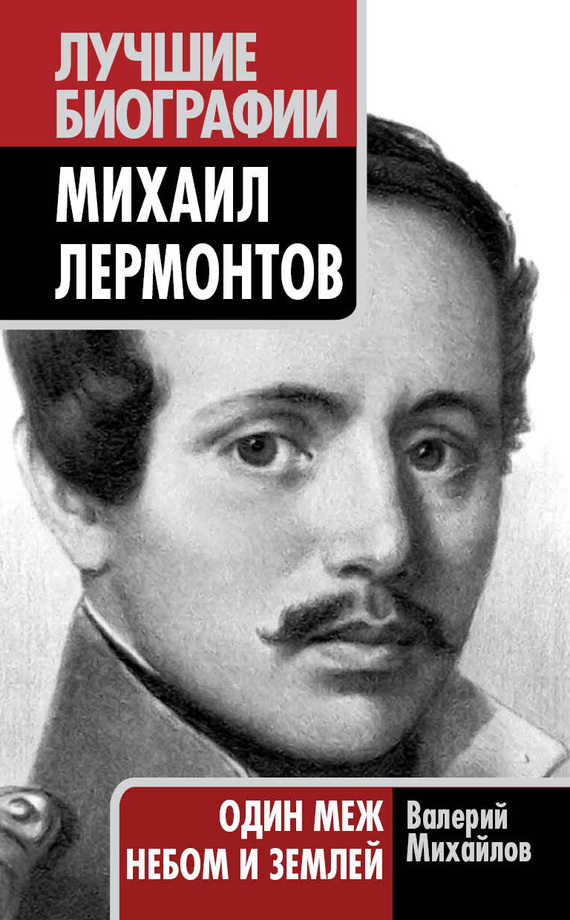 ЛУЧШИЕ
БИОГРАФИИ
МИХАИЛ
ЛЕРМОНТОВ
ОДИН МЕЖ
НЕБОМ И ЗЕМЛЕЙ
Валерий
Михайлов